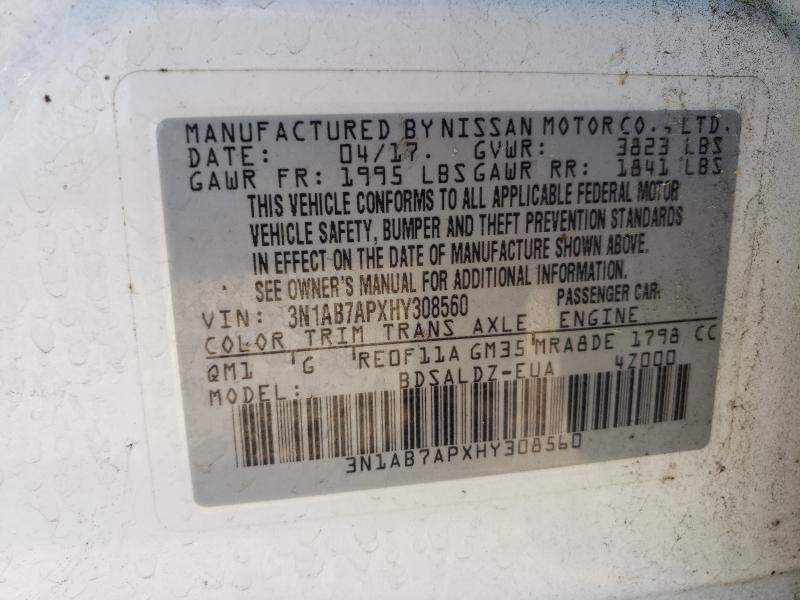 MANUFACTURED BY NISSAN MOTOR CO., LTD.
DATE: 04/17. GVWR: 3823 LBS
GAWR FR: 1995 LBS GAWR RR: 1841 LBS
THIS VEHICLE CONFORMS TO ALL APPLICABLE FEDERAL MOTOR
VEHICLE SAFETY, BUMPER AND THEFT PREVENTION STANDARDS
IN EFFECT ON THE DATE OF MANUFACTURE SHOWN ABOVE.
SEE OWNER'S MANUAL FOR ADDITIONAL INFORMATION.
VIN: 3N1AB7APXHY308560 PASSENGER CAR
COLOR TRIM TRANS AXLE ENGINE
QM1 G RE0F11A GM35 MRA8DE 1798 CC
MODEL: BDSALDZ-EUA 4Z000
3N1AB7APXHY308560